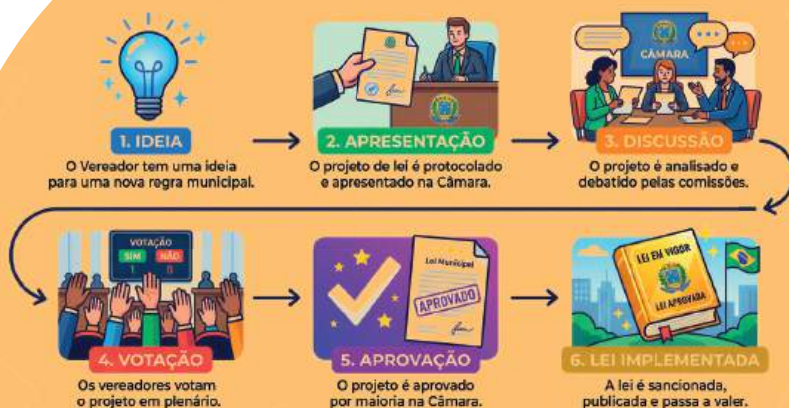 1. IDEIA
O Vereador tem uma ideia
para uma nova regra municipal.
2. APRESENTAÇÃO
O projeto de lei é protocolado
e apresentado na Câmara.
CÂMARA
3. DISCUSSÃO
O projeto é analisado e
debatido pelas comissões.
VOTAÇÃO
SIM NÃO
1 0
4. VOTAÇÃO
Os vereadores votam
o projeto em plenário.
Lei Municipal
APROVADO
5. APROVAÇÃO
O projeto é aprovado
por maioria na Câmara.
LEI EM VIGOR
LEI APROVADA
6. LEI IMPLEMENTADA
A lei é sancionada,
publicada e passa a valer.